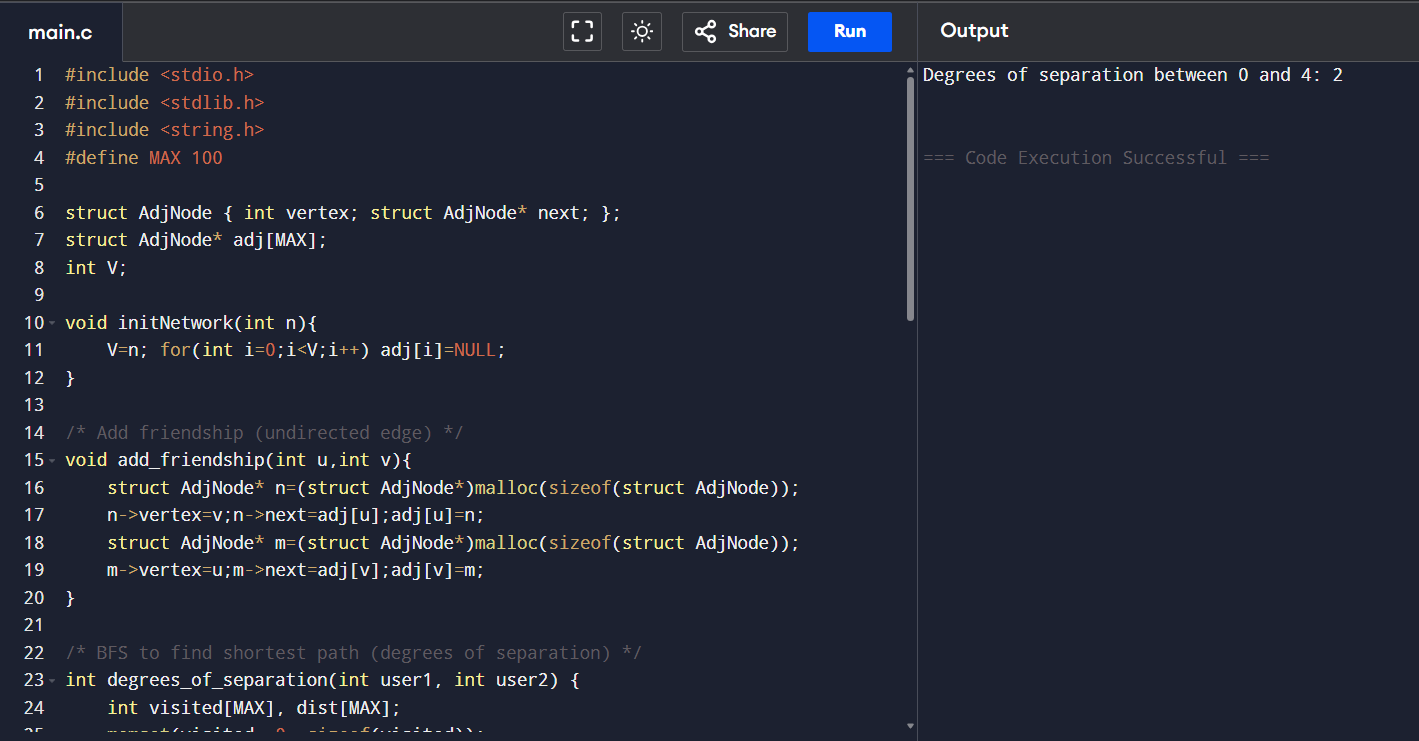 main.c
Share
Run
Output
1 #include <stdio.h>
2 #include <stdlib.h>
3 #include <string.h>
4 #define MAX 100
5
6 struct AdjNode { int vertex; struct AdjNode* next; };
7 struct AdjNode* adj[MAX];
8 int V;
9
10 void initNetwork(int n){
11     V=n; for(int i=0;i<V;i++) adj[i]=NULL;
12 }
13
14 /* Add friendship (undirected edge) */
15 void add_friendship(int u,int v){
16     struct AdjNode* n=(struct AdjNode*)malloc(sizeof(struct AdjNode));
17     n->vertex=v;n->next=adj[u];adj[u]=n;
18     struct AdjNode* m=(struct AdjNode*)malloc(sizeof(struct AdjNode));
19     m->vertex=u;m->next=adj[v];adj[v]=m;
20 }
21
22 /* BFS to find shortest path (degrees of separation) */
23 int degrees_of_separation(int user1, int user2) {
24     int visited[MAX], dist[MAX];
Degrees of separation between 0 and 4: 2
=== Code Execution Successful ===